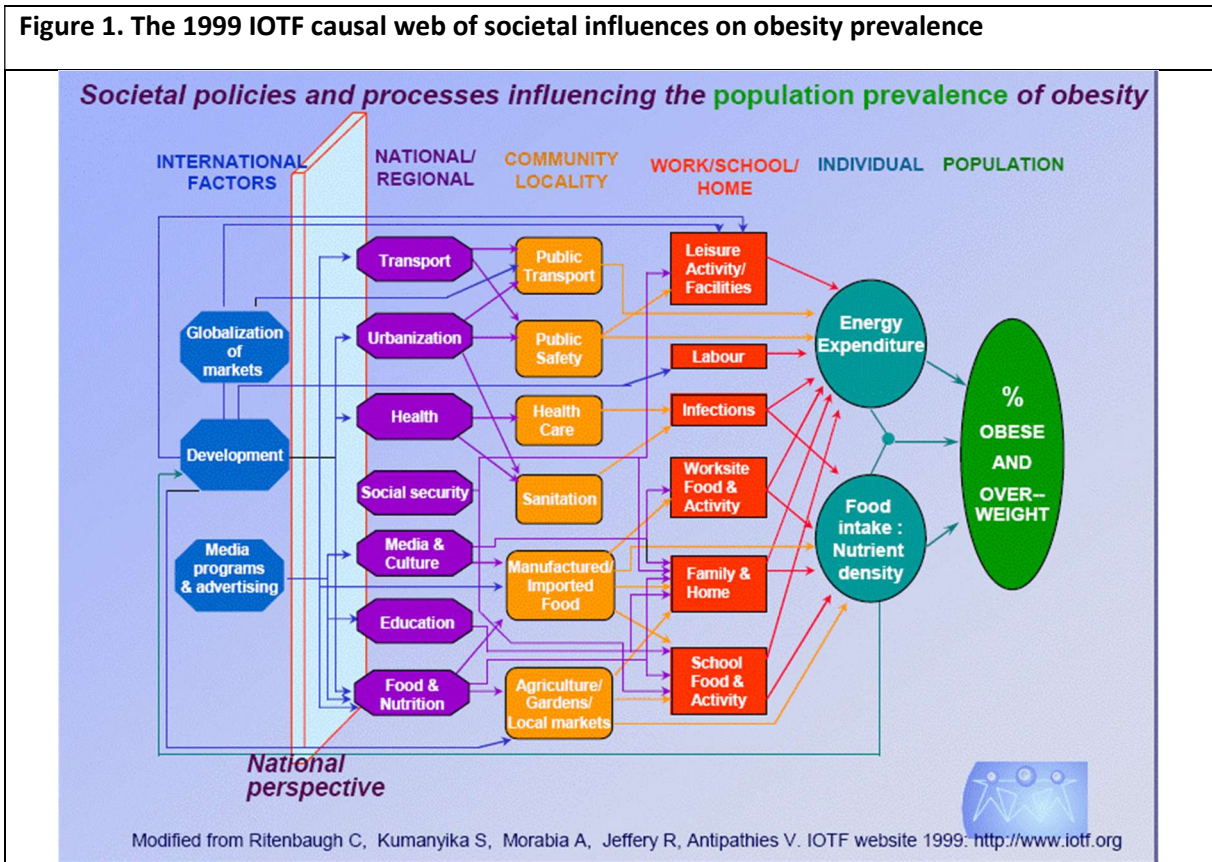 Figure 1. The 1999 IOTF causal web of societal influences on obesity prevalence
Societal policies and processes influencing the population prevalence of obesity
INTERNATIONAL
FACTORS
NATIONAL/
REGIONAL
COMMUNITY
LOCALITY
WORK/SCHOOL/
HOME
INDIVIDUAL
POPULATION
Globalization
of
markets
Development
Media
programs
& advertising
Transport
Urbanization
Health
Social security
Media &
Culture
Education
Food &
Nutrition
Public
Transport
Public
Safety
Health
Care
Sanitation
Manufactured/
Imported
Food
Agriculture/
Gardens/
Local markets
Leisure
Activity/
Facilities
Labour
Infections
Worksite
Food &
Activity
Family &
Home
School
Food &
Activity
Energy
Expenditure
Food
intake :
Nutrient
density
%
OBESE
AND
OVER--
WEIGHT
National
perspective
Modified from Ritenbaugh C, Kumanyika S, Morabia A, Jeffery R, Antipathies V. IOTF website 1999: http://www.iotf.org